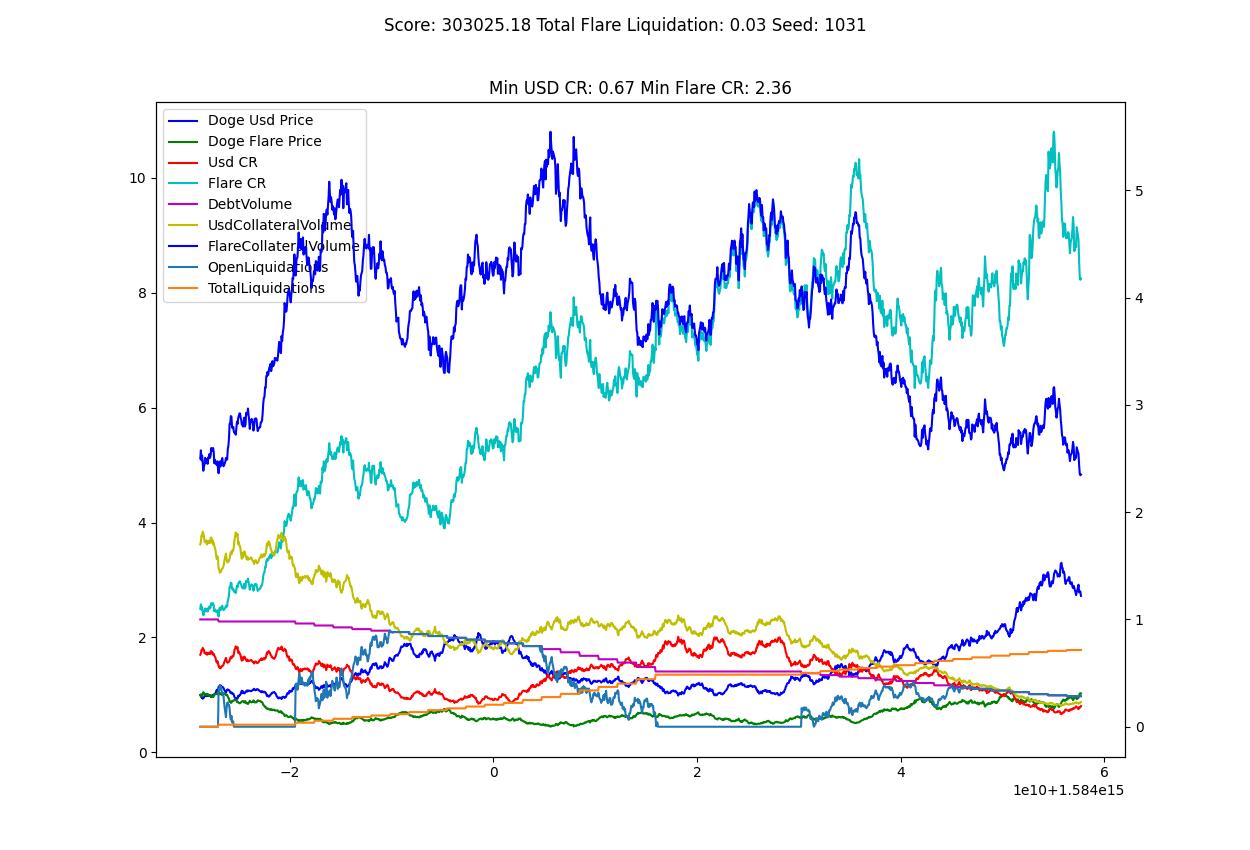 Score: 303025.18 Total Flare Liquidation: 0.03 Seed: 1031
Min USD CR: 0.67 Min Flare CR: 2.36
Doge Usd Price
Doge Flare Price
Usd CR
Flare CR
DebtVolume
UsdCollateralVolume
FlareCollateralVolume
OpenLiquidations
TotalLiquidations
10
8
6
4
2
0
5
4
3
2
1
0
−2
0
2
4
6
1e10+1.584e15